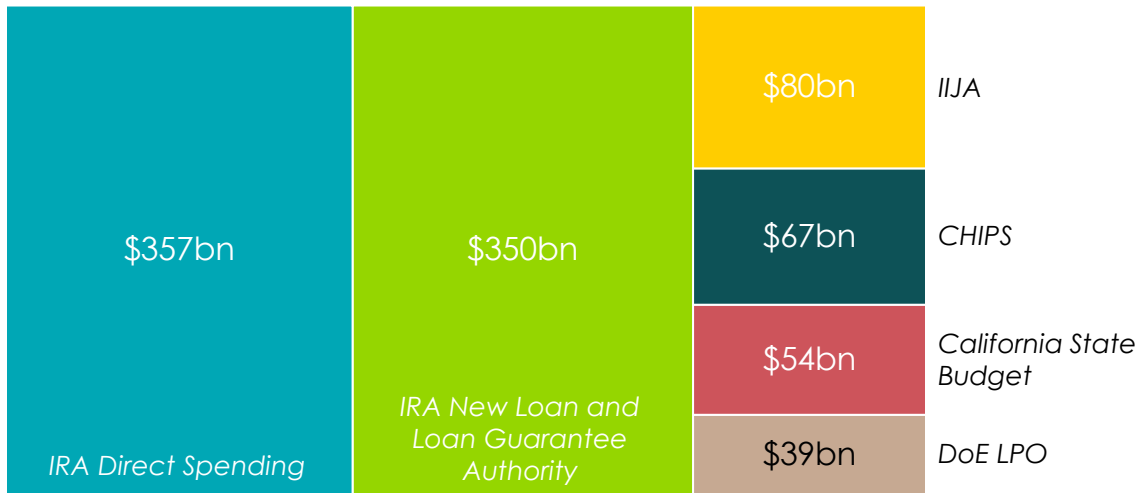 $357bn
IRA Direct Spending
$350bn
IRA New Loan and
Loan Guarantee
Authority
$80bn
IIJA
$67bn
CHIPS
$54bn
California State
Budget
$39bn
DoE LPO